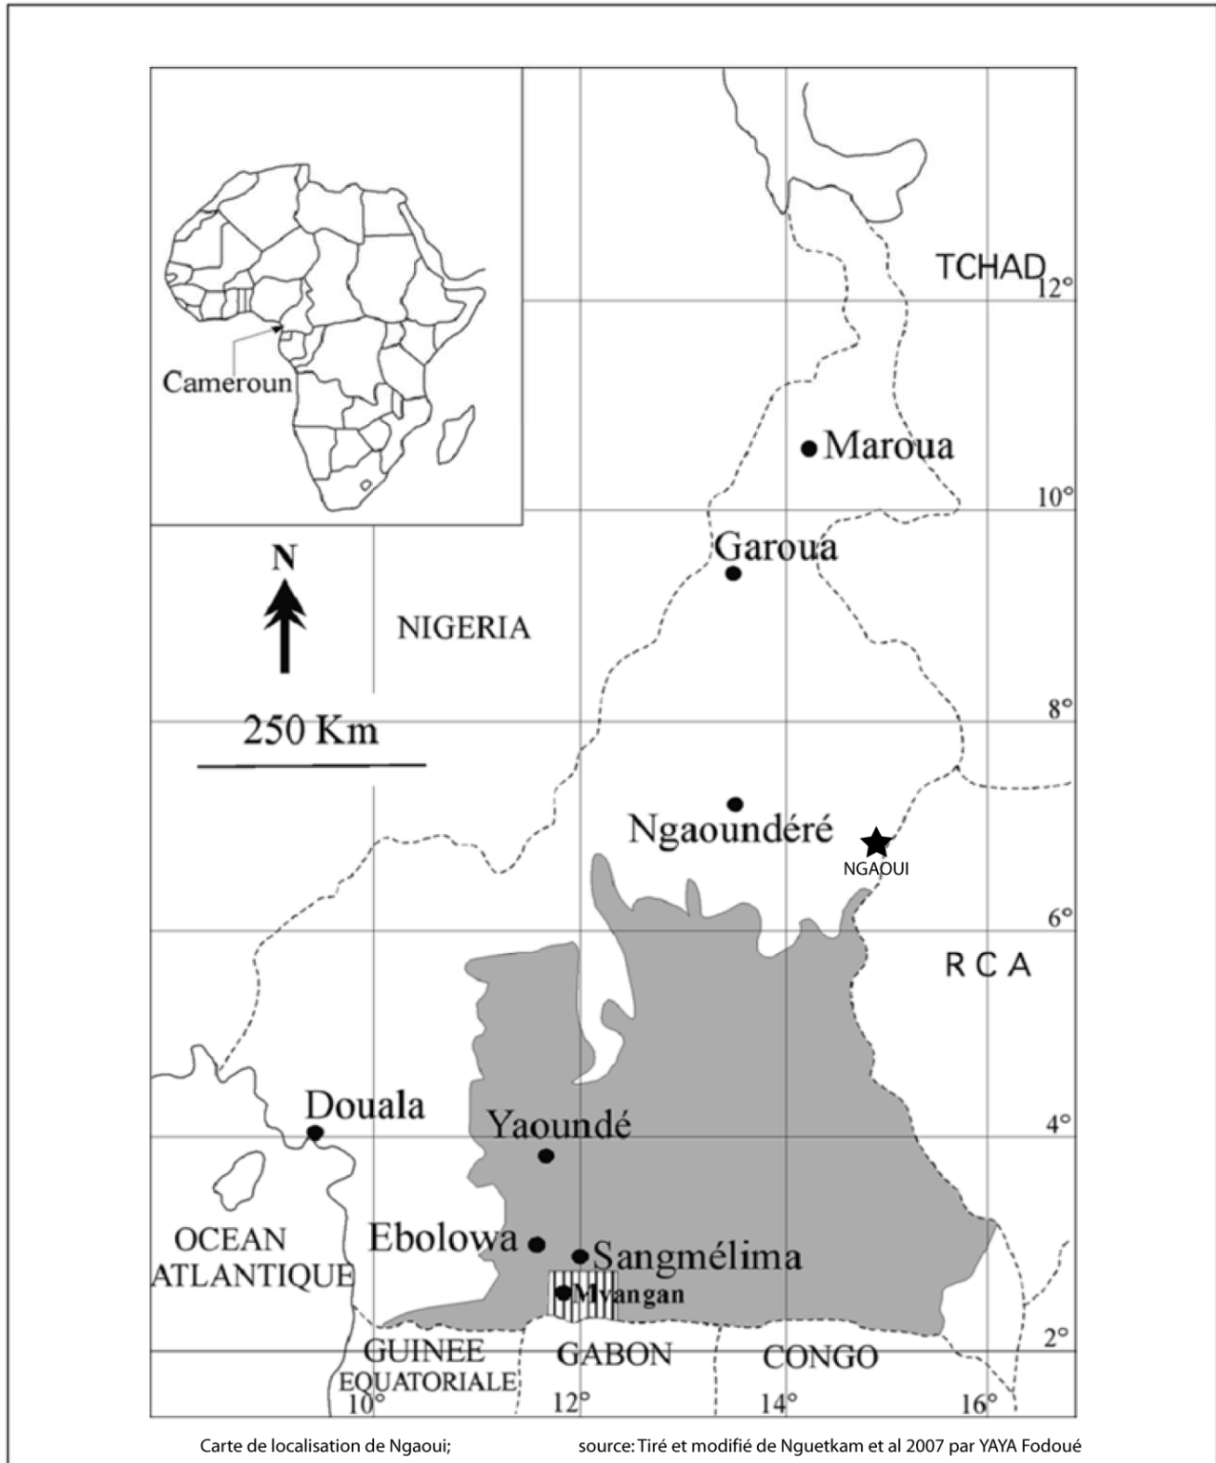 TCHAD
12°
Cameroun
Maroua
10°
Garoua
N
NIGERIA
8°
250 Km
Ngaoundéré
NGAOUI
6°
R C A
Douala
4°
Yaoundé
OCEAN
ATLANTIQUE
Ebolowa
Sangmélima
Mvangan
2°
GUINEE
EQUATORIALE
GABON
CONGO
10°
12°
14°
16°
Carte de localisation de Ngaoui;
source: Tiré et modifié de Nguetkam et al 2007 par YAYA Fodoué